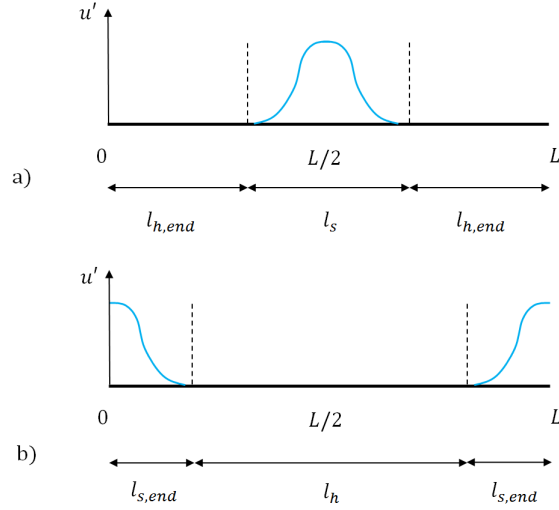 u′
0 L/2 L
a)
l_{h,end} l_s l_{h,end}
u′
0 L/2 L
b)
l_{s,end} l_h l_{s,end}